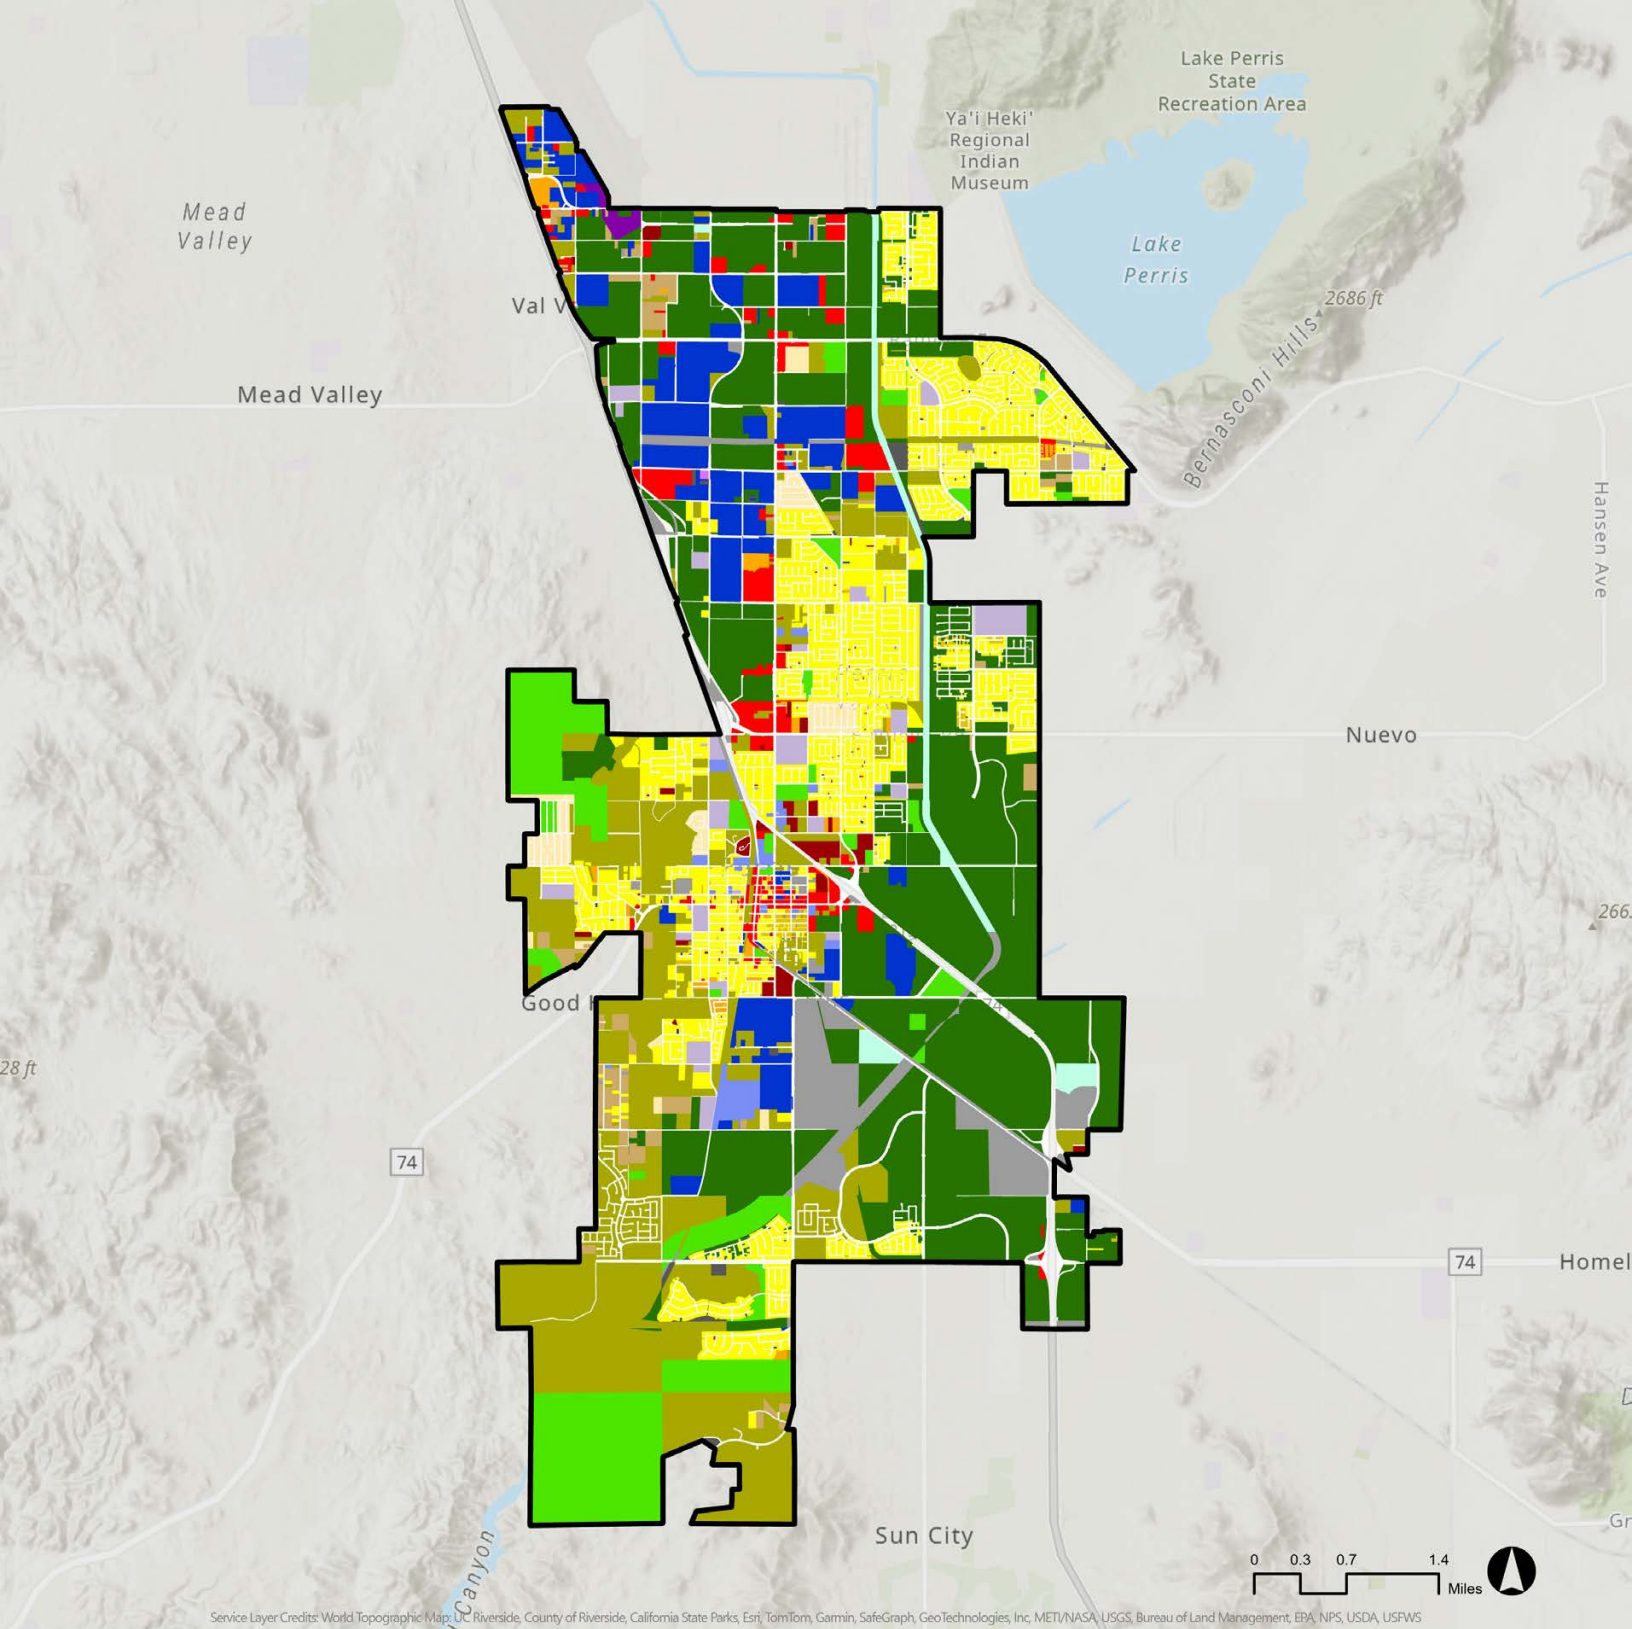 Lake Perris
State
Recreation Area
Ya'i Heki'
Regional
Indian
Museum
Mead
Valley
Lake
Perris
2686 ft
Val V
Bernasconi Hills
Mead Valley
Hansen Ave
Nuevo
266
Good H
74
28 ft
74
74
Homel
D
Sun City
Gr
Canyon
0 0.3 0.7 1.4
Miles
Service Layer Credits: World Topographic Map: UC Riverside, County of Riverside, California State Parks, Esri, TomTom, Garmin, SafeGraph, GeoTechnologies, Inc, METI/NASA, USGS, Bureau of Land Management, EPA, NPS, USDA, USFWS